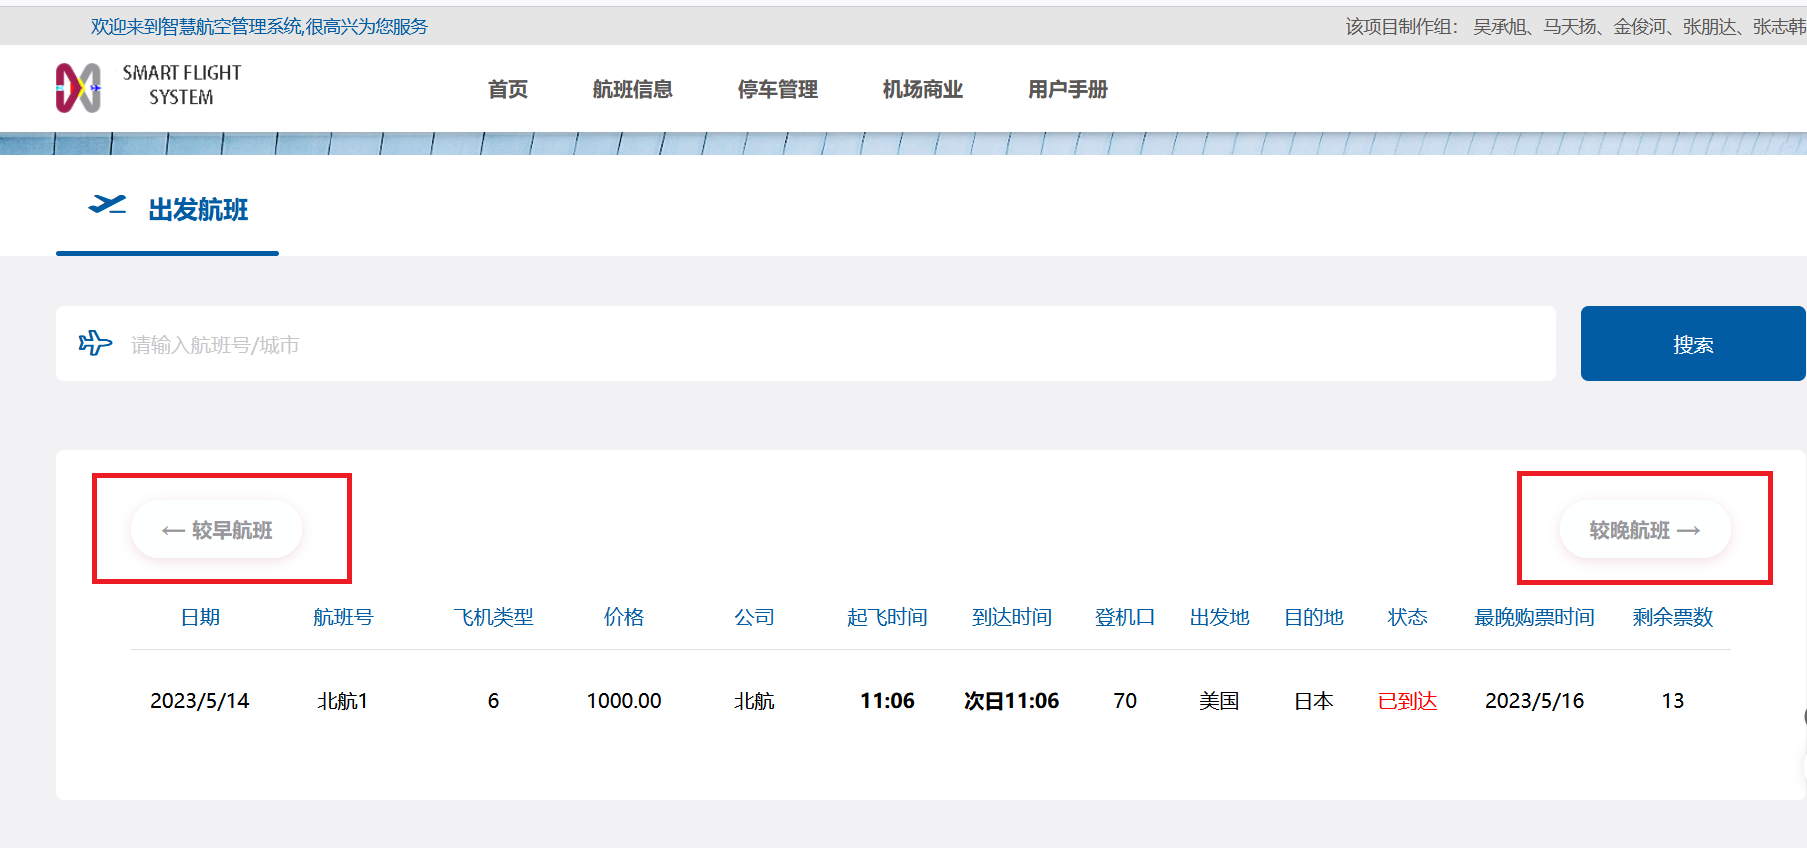 欢迎来到智慧航空管理系统,很高兴为您服务
该项目制作组： 吴承旭、马天扬、金俊河、张朋达、张志韩
SMART FLIGHT
SYSTEM
首页 航班信息 停车管理 机场商业 用户手册
出发航班
请输入航班号/城市
搜索
← 较早航班
较晚航班 →
日期 航班号 飞机类型 价格 公司 起飞时间 到达时间 登机口 出发地 目的地 状态 最晚购票时间 剩余票数
2023/5/14 北航1 6 1000.00 北航 11:06 次日11:06 70 美国 日本 已到达 2023/5/16 13